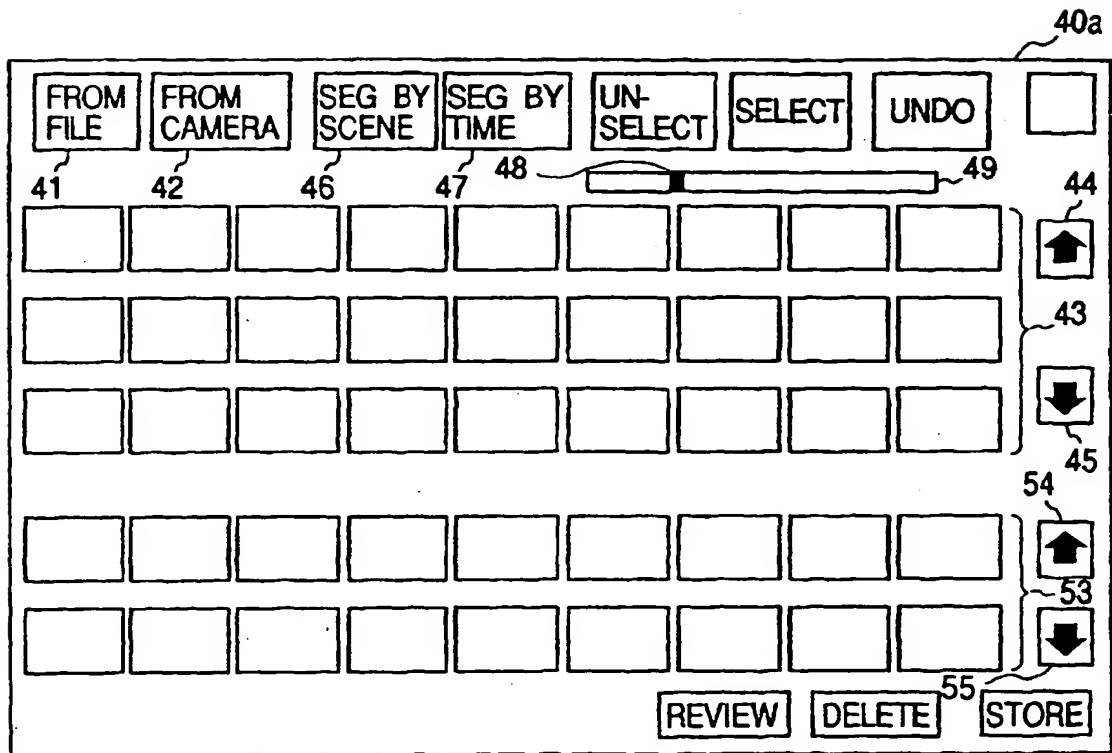 40a
FROM FILE
FROM CAMERA
SEG BY SCENE
SEG BY TIME
UN-SELECT
SELECT
UNDO
41
42
46
47
48
49
44
43
45
54
53
55
REVIEW
DELETE
STORE